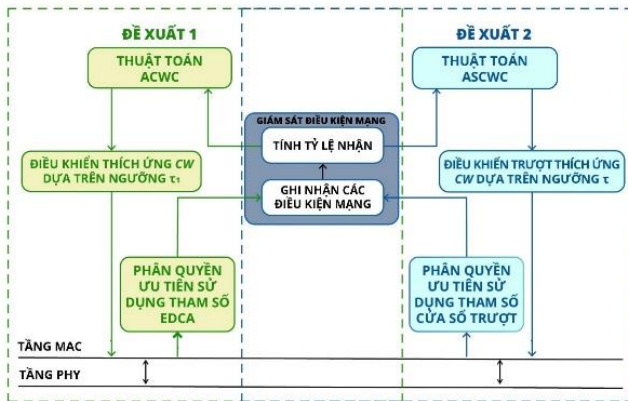 ĐỀ XUẤT 1
ĐỀ XUẤT 2
THUẬT TOÁN
ACWC
THUẬT TOÁN
ASCWC
GIÁM SÁT ĐIỀU KIỆN MẠNG
TÍNH TỶ LỆ NHẬN
ĐIỀU KHIỂN THÍCH ỨNG CW
DỰA TRÊN NGƯỠNG τ₁
ĐIỀU KHIỂN TRƯỢT THÍCH ỨNG
CW DỰA TRÊN NGƯỠNG τ
GHI NHẬN CÁC
ĐIỀU KIỆN MẠNG
PHÂN QUYỀN
ƯU TIÊN SỬ
DỤNG THAM SỐ
EDCA
PHÂN QUYỀN
ƯU TIÊN SỬ
DỤNG THAM SỐ
CỬA SỔ TRƯỢT
TẦNG MAC
TẦNG PHY